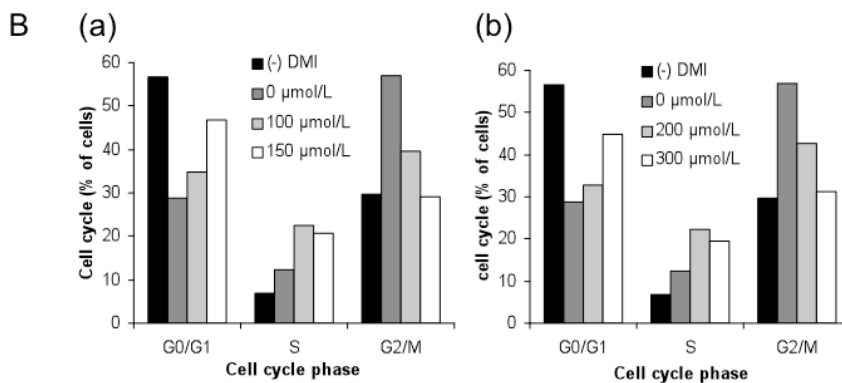 B (a) (b)
(-) DMI
0 µmol/L
100 µmol/L
150 µmol/L
60
50
40
30
20
10
0
Cell cycle (% of cells)
G0/G1 S G2/M
Cell cycle phase
(-) DMI
0 µmol/L
200 µmol/L
300 µmol/L
60
50
40
30
20
10
0
cell cycle (% of cells)
G0/G1 S G2/M
Cell cycle phase